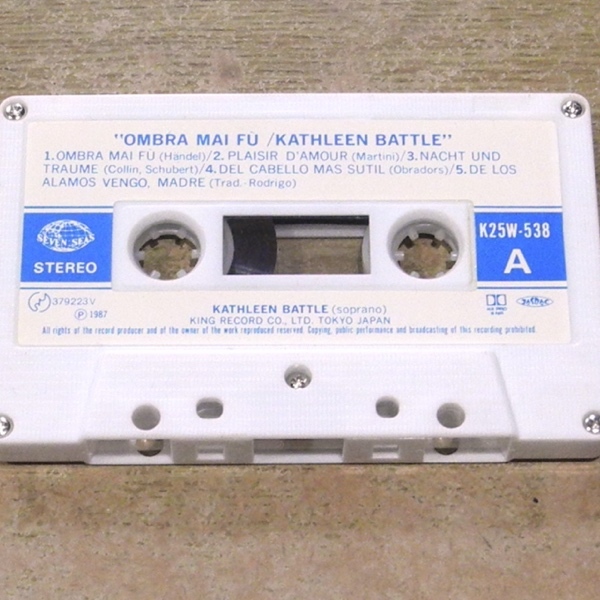 "OMBRA MAI FÙ /KATHLEEN BATTLE"
1.OMBRA MAI FÙ (Handel)/2. PLAISIR D'AMOUR (Martini)/3.NACHT UND
TRAUME (Collin, Schubert)/4.DEL CABELLO MAS SUTIL (Obradors)/5.DE LOS
ALAMOS VENGO, MADRE (Trad.-Rodrigo)
SEVEN SEAS
STEREO
K25W-538
A
379223V
Ⓟ 1987
KATHLEEN BATTLE (soprano)
KING RECORD CO., LTD. TOKYO JAPAN
All rights of the record producer and of the owner of the work reproduced reserved. Copying, public performance and broadcasting of this recording prohibited.